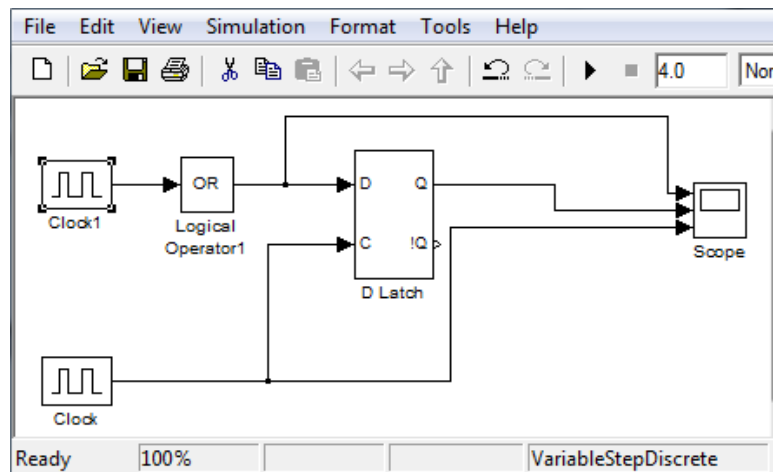 File Edit View Simulation Format Tools Help
4.0 Nor
OR
D Q
Clock1
Logical
Operator1
C !Q
Scope
D Latch
Clock
Ready 100% VariableStepDiscrete